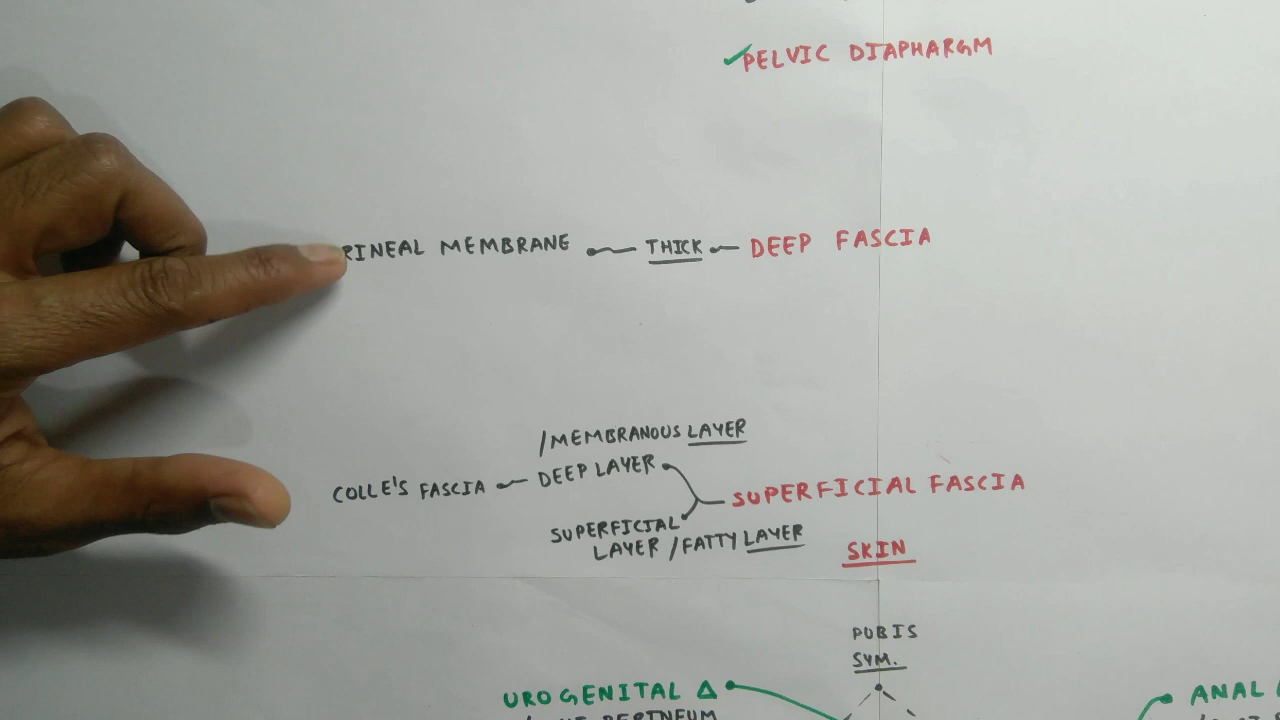 PELVIC DIAPHARGM
RINEAL MEMBRANE THICK DEEP FASCIA
/MEMBRANOUS LAYER
COLLE'S FASCIA DEEP LAYER
SUPERFICIAL FASCIA
SUPERFICIAL
LAYER /FATTY LAYER
SKIN
PUBIS
SYM.
UROGENITAL Δ
ANAL
PERINEUM